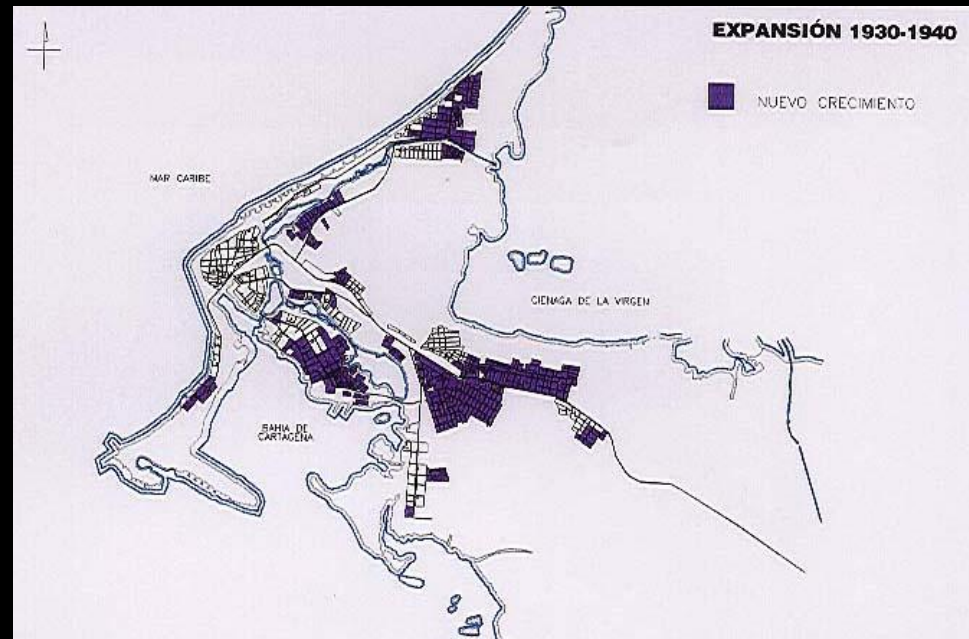 EXPANSIÓN 1930-1940
NUEVO CRECIMIENTO
MAR CARIBE
CIENAGA DE LA VIRGEN
BAHIA DE
CARTAGENA